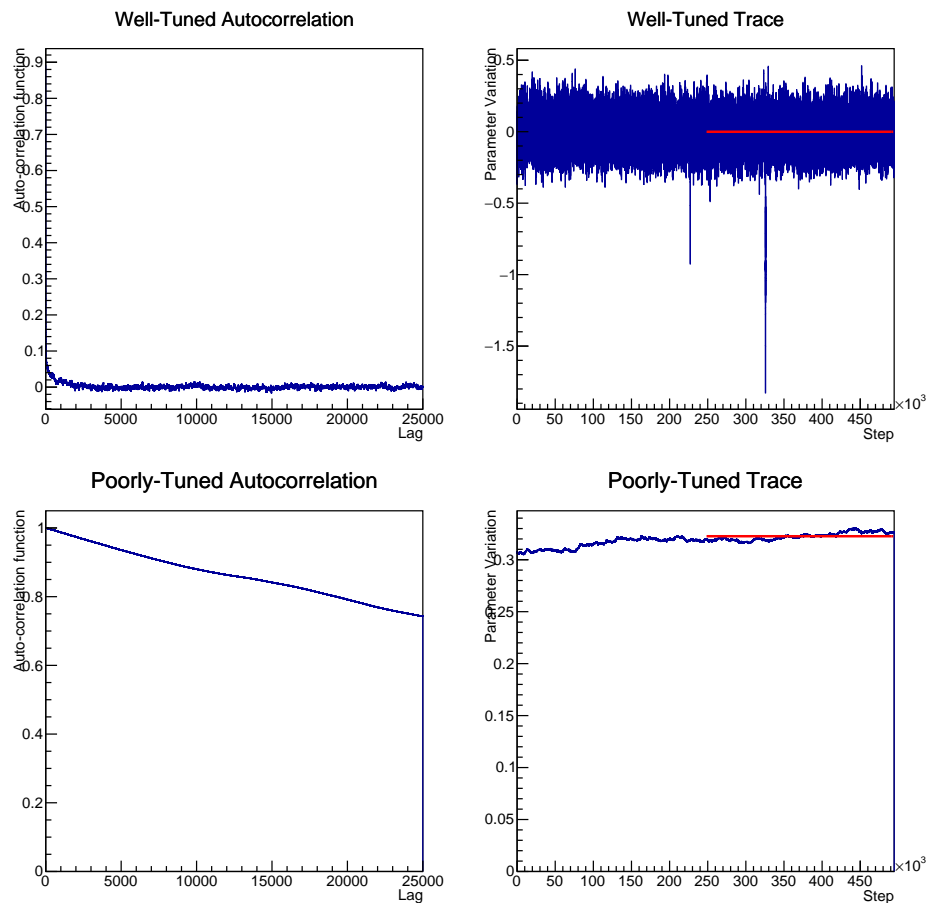 Well-Tuned Autocorrelation
Auto-correlation function
0.9
0.8
0.7
0.6
0.5
0.4
0.3
0.2
0.1
0
0 5000 10000 15000 20000 25000
Lag
Well-Tuned Trace
Parameter Variation
0.5
0
−0.5
−1
−1.5
0 50 100 150 200 250 300 350 400 450
×10³
Step
Poorly-Tuned Autocorrelation
Auto-correlation function
1
0.8
0.6
0.4
0.2
0
0 5000 10000 15000 20000 25000
Lag
Poorly-Tuned Trace
Parameter Variation
0.3
0.25
0.2
0.15
0.1
0.05
0
0 50 100 150 200 250 300 350 400 450
×10³
Step